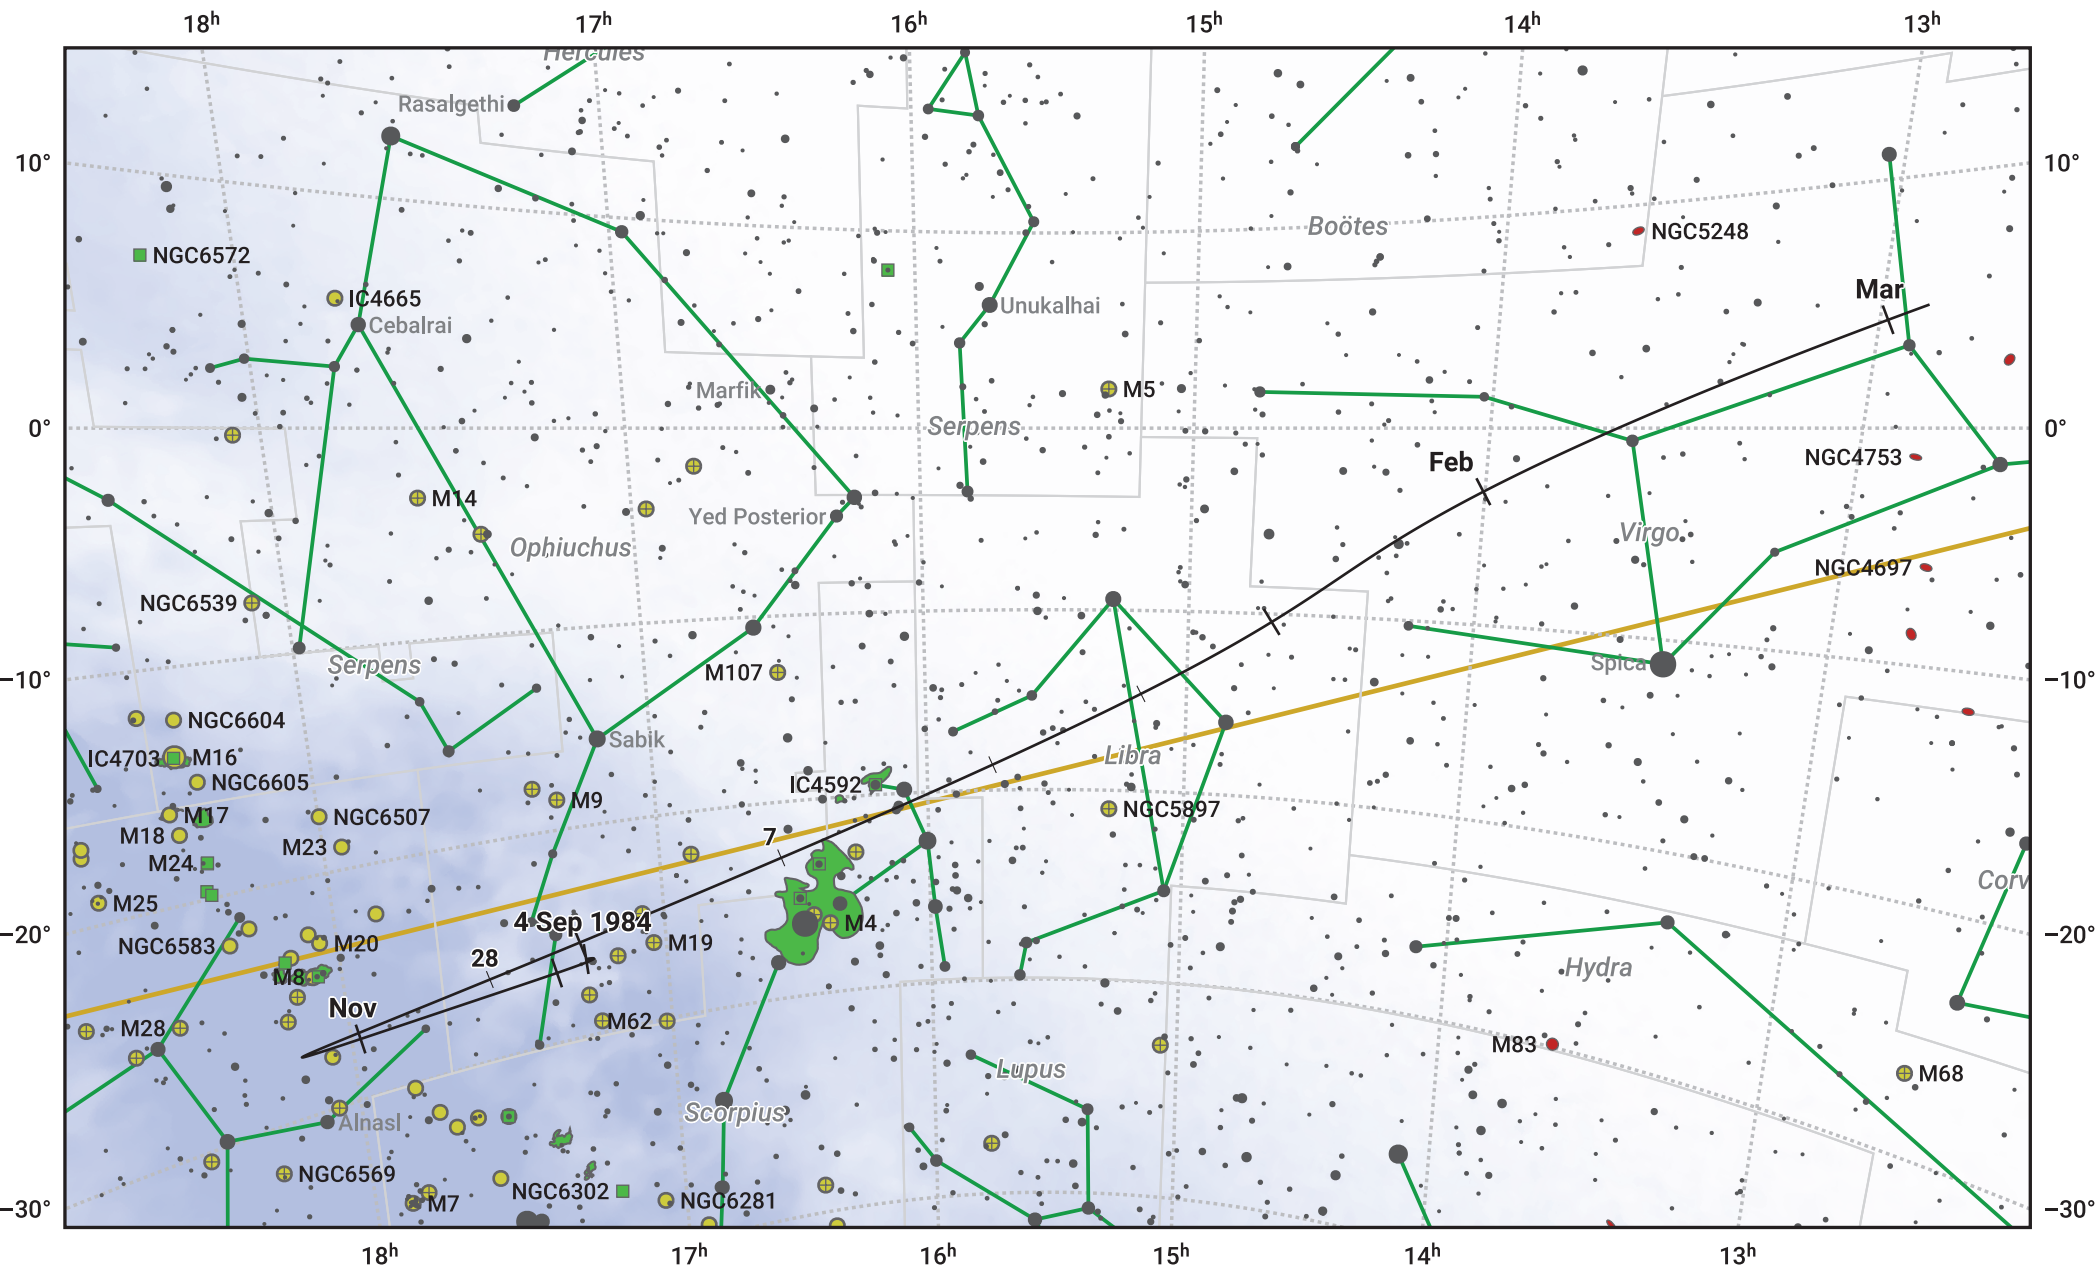 18h 17h 16h 15h 14h 13h
Hercules
Rasalgethi
10° 10°
Boötes
NGC5248
NGC6572
Mar
IC4665
Unukalhai
Cebalrai
Marfik
M5
Serpens
0° 0°
Feb
NGC4753
M14
Yed Posterior
Virgo
Ophiuchus
NGC4697
NGC6539
Serpens
Spica
M107
−10° −10°
NGC6604
Sabik
IC4703 M16
Libra
NGC6605
IC4592
M9
NGC5897
M17
NGC6507
M18
7
M23
M24
Corv
M25
4 Sep 1984
M4
−20° −20°
NGC6583
M20
M19
28
Hydra
M8
Nov
M28
M62
M83
Lupus
M68
Scorpius
Alnasl
NGC6569
NGC6302
M7
NGC6281
−30° −30°
18h 17h 16h 15h 14h 13h